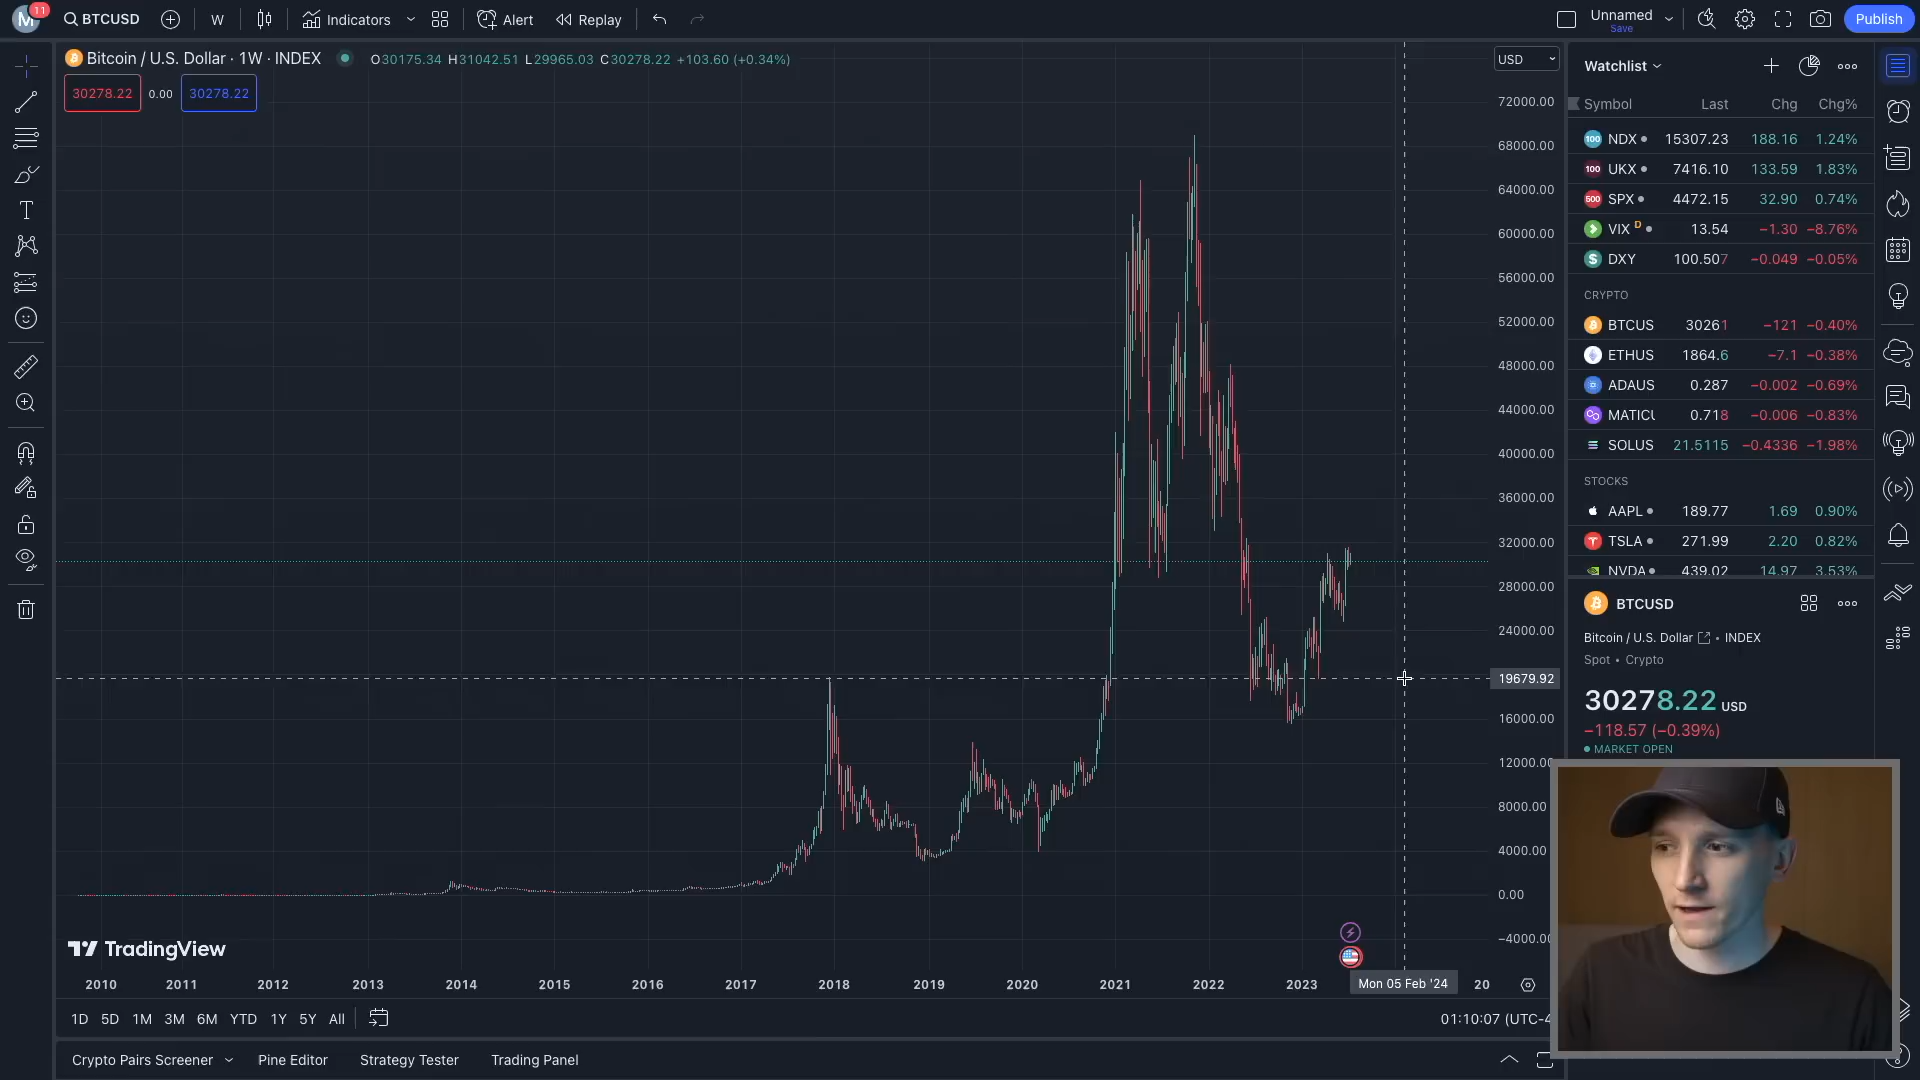 M 11 BTCUSD W Indicators Alert Replay Unnamed Save Publish
Bitcoin / U.S. Dollar · 1W · INDEX O30175.34 H31042.51 L29965.03 C30278.22 +103.60 (+0.34%)
30278.22 0.00 30278.22
USD
72000.00
68000.00
64000.00
60000.00
56000.00
52000.00
48000.00
44000.00
40000.00
36000.00
32000.00
28000.00
24000.00
19679.92
16000.00
12000.00
8000.00
4000.00
0.00
−4000.00
TradingView
2010 2011 2012 2013 2014 2015 2016 2017 2018 2019 2020 2021 2022 2023 Mon 05 Feb '24 20
1D 5D 1M 3M 6M YTD 1Y 5Y All 01:10:07 (UTC-4
Crypto Pairs Screener Pine Editor Strategy Tester Trading Panel
Watchlist
Symbol Last Chg Chg%
100 NDX 15307.23 188.16 1.24%
100 UKX 7416.10 133.59 1.83%
500 SPX 4472.15 32.90 0.74%
VIX D 13.54 −1.30 −8.76%
DXY 100.507 −0.049 −0.05%
CRYPTO
BTCUS 30261 −121 −0.40%
ETHUS 1864.6 −7.1 −0.38%
ADAUS 0.287 −0.002 −0.69%
MATICU 0.718 −0.006 −0.83%
SOLUS 21.5115 −0.4336 −1.98%
STOCKS
AAPL 189.77 1.69 0.90%
TSLA 271.99 2.20 0.82%
NVDA 439.02 14.97 3.53%
BTCUSD
Bitcoin / U.S. Dollar • INDEX
Spot • Crypto
30278.22 USD
−118.57 (−0.39%)
MARKET OPEN